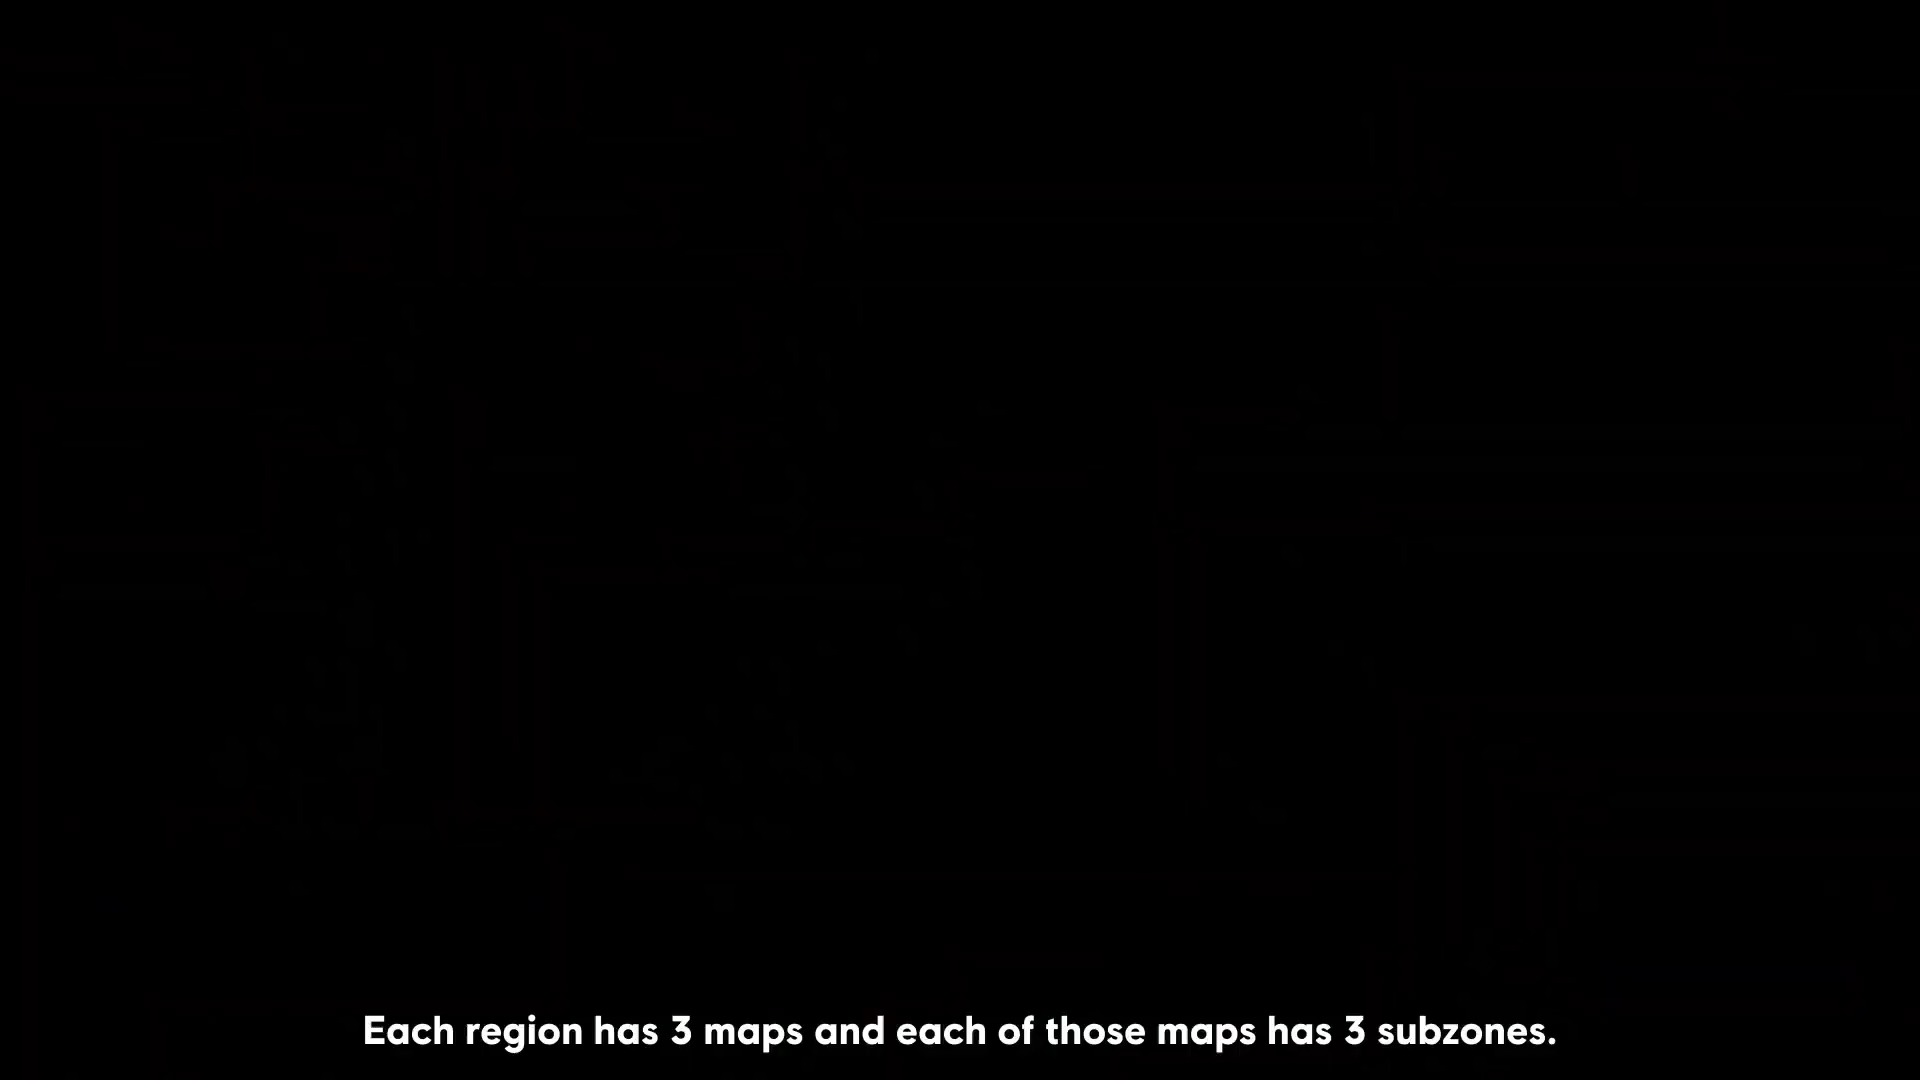 Each region has 3 maps and each of those maps has 3 subzones.